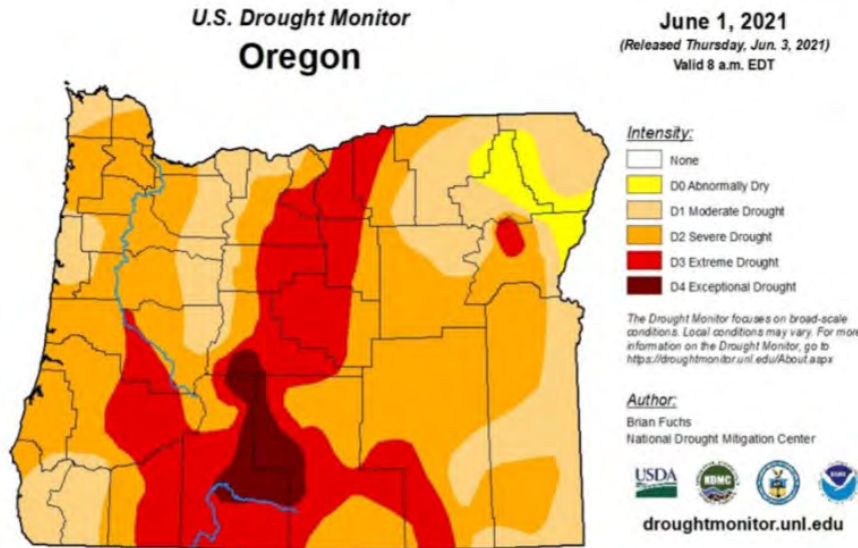 U.S. Drought Monitor
Oregon
June 1, 2021
(Released Thursday, Jun. 3, 2021)
Valid 8 a.m. EDT
Intensity:
None
D0 Abnormally Dry
D1 Moderate Drought
D2 Severe Drought
D3 Extreme Drought
D4 Exceptional Drought
The Drought Monitor focuses on broad-scale
conditions. Local conditions may vary. For more
information on the Drought Monitor, go to
https://droughtmonitor.unl.edu/About.aspx
Author:
Brian Fuchs
National Drought Mitigation Center
USDA
NDMC
droughtmonitor.unl.edu